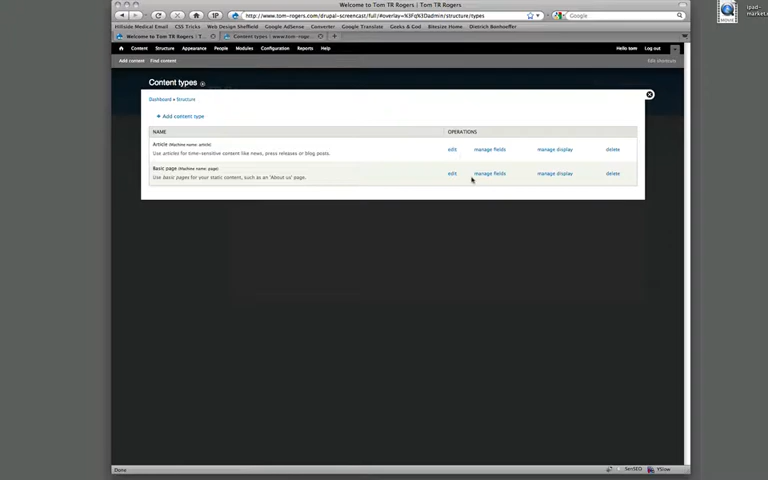 Welcome to Tom TR Rogers | Tom TR Rogers
http://www.tom-rogers.com/drupal-screencast/full/#overlay=%3Fq%3Dadmin/structure/types
Google
Hillside Medical Email CSS Tricks Web Design Sheffield Google AdSense Converter Google Translate Geeks & God Bitesize Home Dietrich Bonhoeffer
Welcome to Tom TR Rogers | T... Content types | www.tom-roge...
Content Structure Appearance People Modules Configuration Reports Help Hello tom Log out
Add content Find content Edit shortcuts
Content types
Dashboard » Structure
+ Add content type
NAME OPERATIONS
Article (Machine name: article)
Use articles for time-sensitive content like news, press releases or blog posts.
edit manage fields manage display delete
Basic page (Machine name: page)
Use basic pages for your static content, such as an 'About us' page.
edit manage fields manage display delete
Done SenSEO YSlow